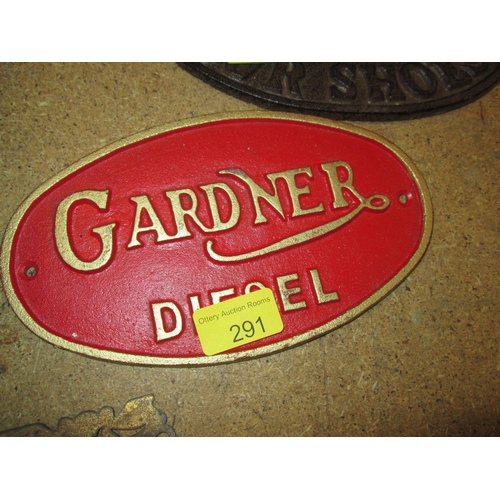 GARDNER
DIESEL
Ottery Auction Rooms
291